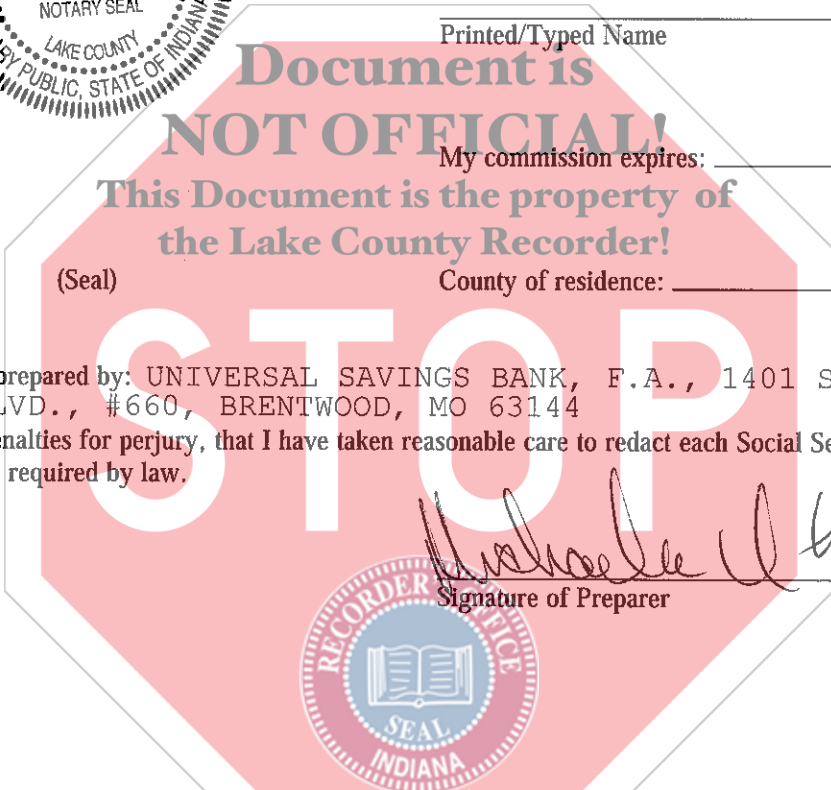 NOTARY SEAL
LAKE COUNTY
PUBLIC, STATE OF INDIANA
Printed/Typed Name
Document is
NOT OFFICIAL!
My commission expires:
This Document is the property of
the Lake County Recorder!
(Seal)
County of residence:
STOP
prepared by: UNIVERSAL SAVINGS BANK, F.A., 1401 S
LVD., #660, BRENTWOOD, MO 63144
enalties for perjury, that I have taken reasonable care to redact each Social Se
required by law.
Signature of Preparer
RECORDER'S OFFICE
SEAL
INDIANA